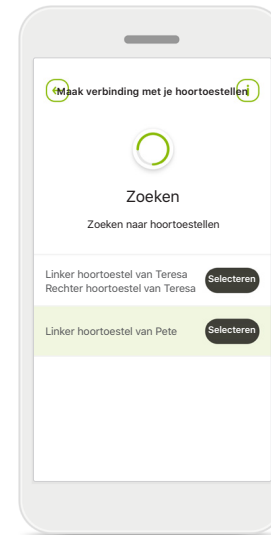 Maak verbinding met je hoortoestellen
Zoeken
Zoeken naar hoortoestellen
Linker hoortoestel van Teresa
Rechter hoortoestel van Teresa
Selecteren
Linker hoortoestel van Pete
Selecteren